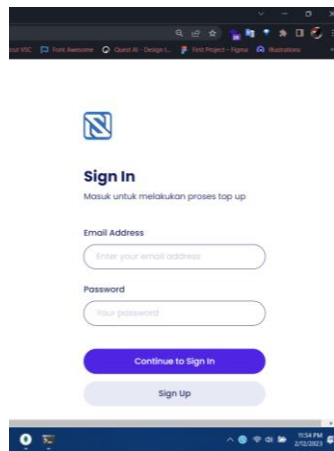 Font Awesome
Quest AI - Design t...
First Project – Figma
Illustrations
Sign In
Masuk untuk melakukan proses top up
Email Address
Enter your email address
Password
Your password
Continue to Sign In
Sign Up
11:54 PM
2/12/2023